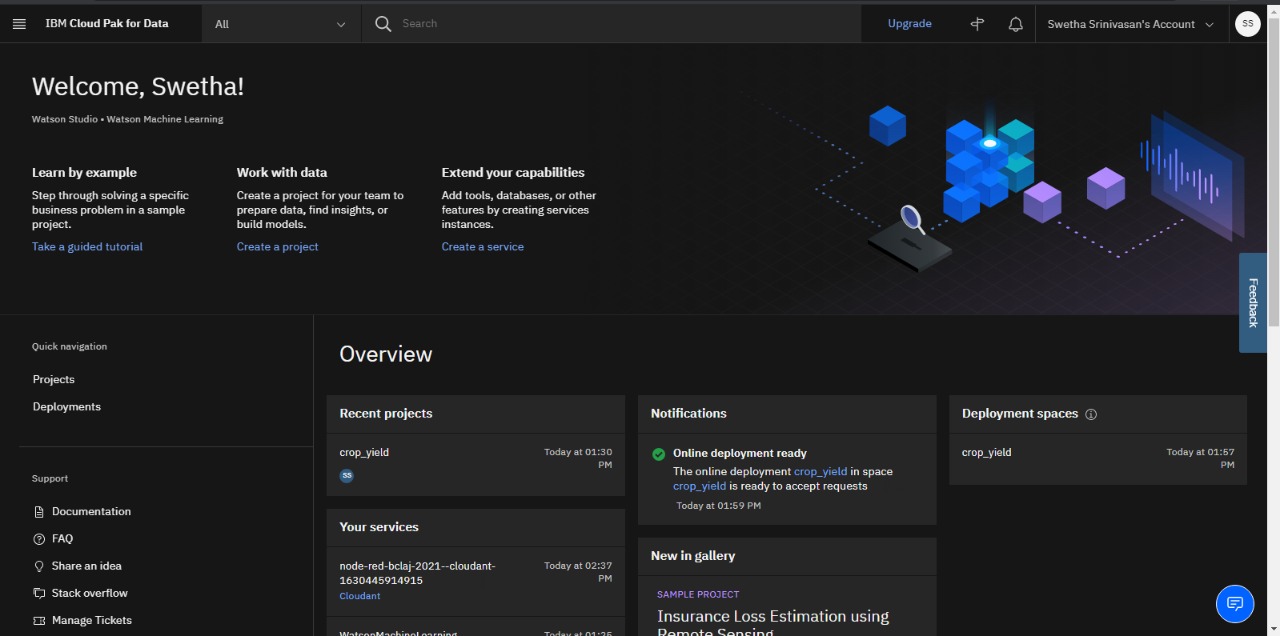 IBM Cloud Pak for Data
All
Search
Upgrade
Swetha Srinivasan's Account
SS
Welcome, Swetha!
Watson Studio • Watson Machine Learning
Learn by example
Step through solving a specific
business problem in a sample
project.
Take a guided tutorial
Work with data
Create a project for your team to
prepare data, find insights, or
build models.
Create a project
Extend your capabilities
Add tools, databases, or other
features by creating services
instances.
Create a service
Feedback
Quick navigation
Projects
Deployments
Support
Documentation
FAQ
Share an idea
Stack overflow
Manage Tickets
Overview
Recent projects
crop_yield
Today at 01:30
PM
SS
Your services
node-red-bclaj-2021--cloudant-
1630445914915
Today at 02:37
PM
Cloudant
WatsonMachineLearning
Today at 01:25
Notifications
Online deployment ready
The online deployment crop_yield in space
crop_yield is ready to accept requests
Today at 01:59 PM
New in gallery
SAMPLE PROJECT
Insurance Loss Estimation using
Remote Sensing
Deployment spaces
crop_yield
Today at 01:57
PM